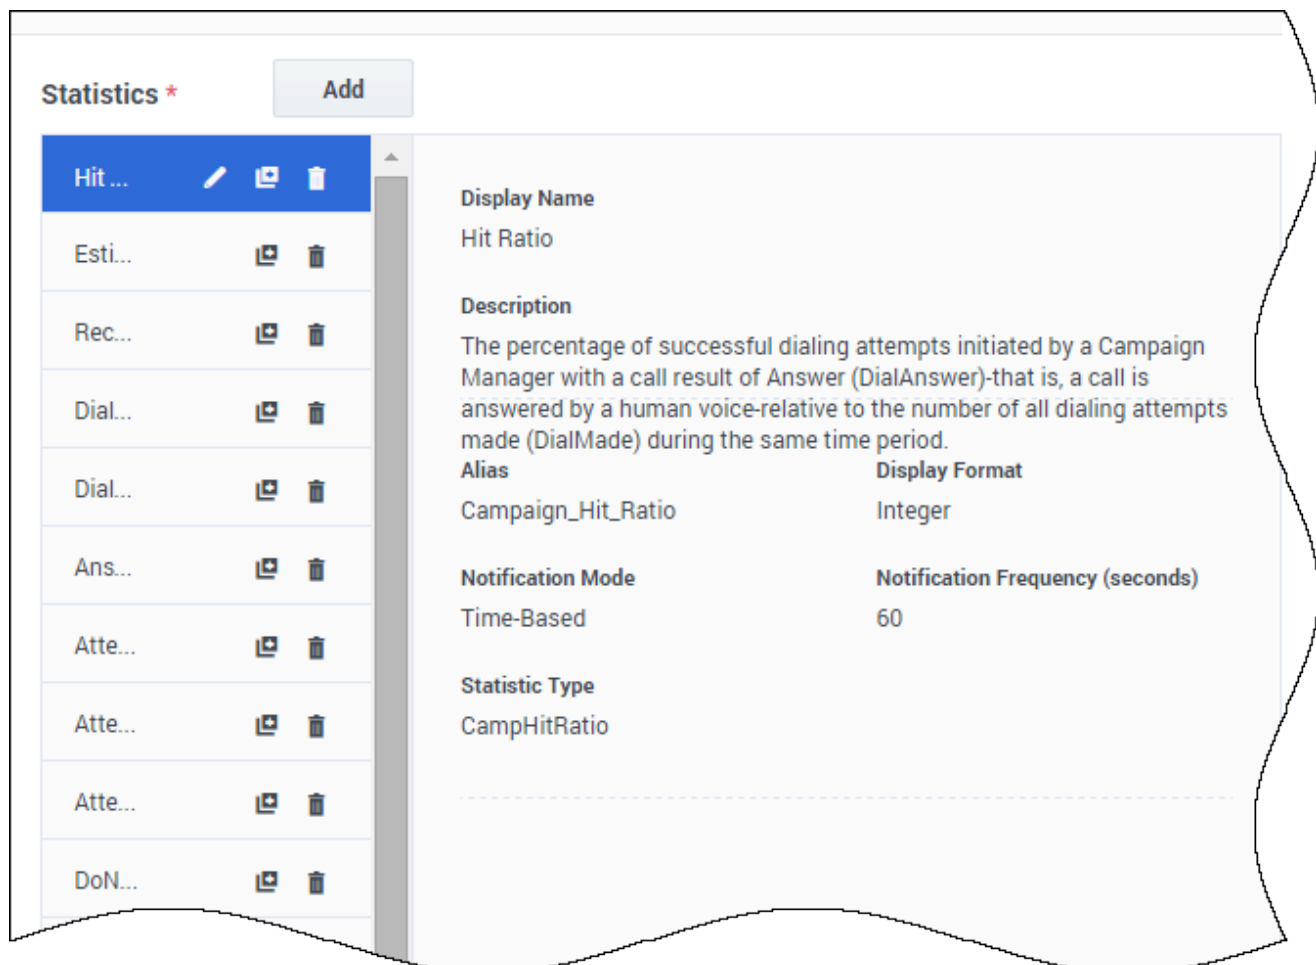 Statistics *
Add
Hit ...
Esti...
Rec...
Dial...
Dial...
Ans...
Atte...
Atte...
Atte...
DoN...
Display Name
Hit Ratio
Description
The percentage of successful dialing attempts initiated by a Campaign
Manager with a call result of Answer (DialAnswer)-that is, a call is
answered by a human voice-relative to the number of all dialing attempts
made (DialMade) during the same time period.
Alias Display Format
Campaign_Hit_Ratio Integer
Notification Mode Notification Frequency (seconds)
Time-Based 60
Statistic Type
CampHitRatio